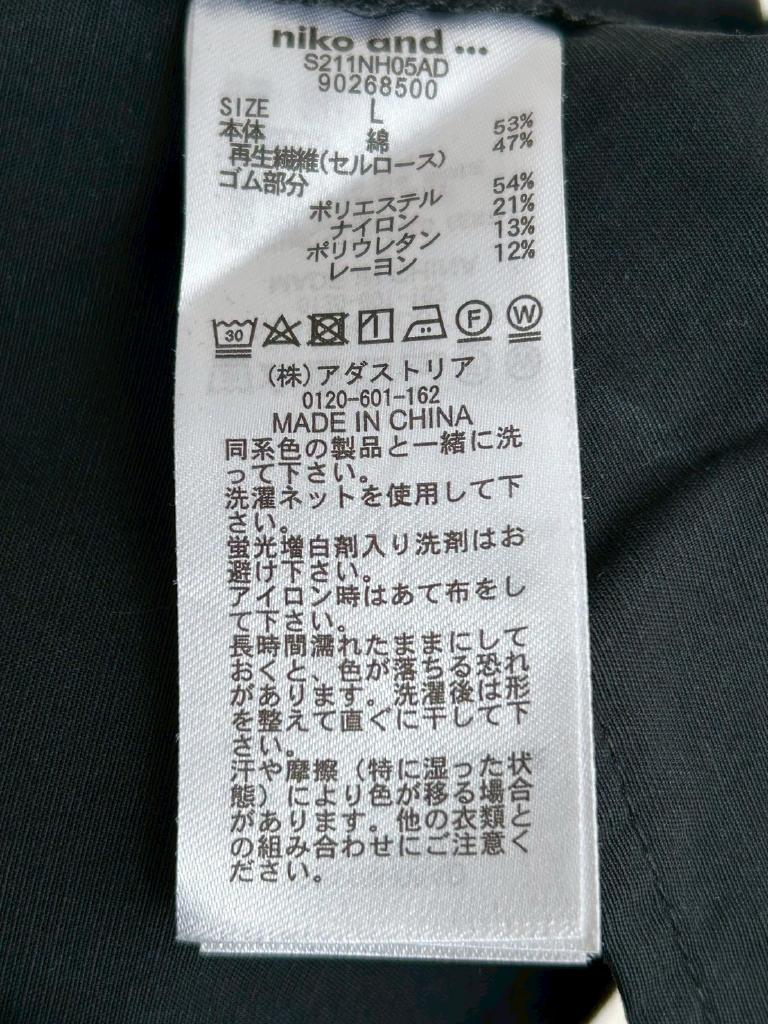 niko and ...
S211NH05AD
90268500
SIZE L
本体 綿 53%
再生繊維(セルロース) 47%
ゴム部分
ポリエステル 54%
ナイロン 21%
ポリウレタン 13%
レーヨン 12%
30 F W
(株)アダストリア
0120-601-162
MADE IN CHINA
同系色の製品と一緒に洗
って下さい。
洗濯ネットを使用して下
さい。
蛍光増白剤入り洗剤はお
避け下さい。
アイロン時はあて布をし
て下さい。
長時間濡れたままにして
おくと、色が落ちる恐れ
があります。洗濯後は形
を整えて直ぐに干して下
さい。
汗や摩擦(特に湿った状
態)により色が移る場合
があります。他の衣類と
の組み合わせにご注意く
ださい。